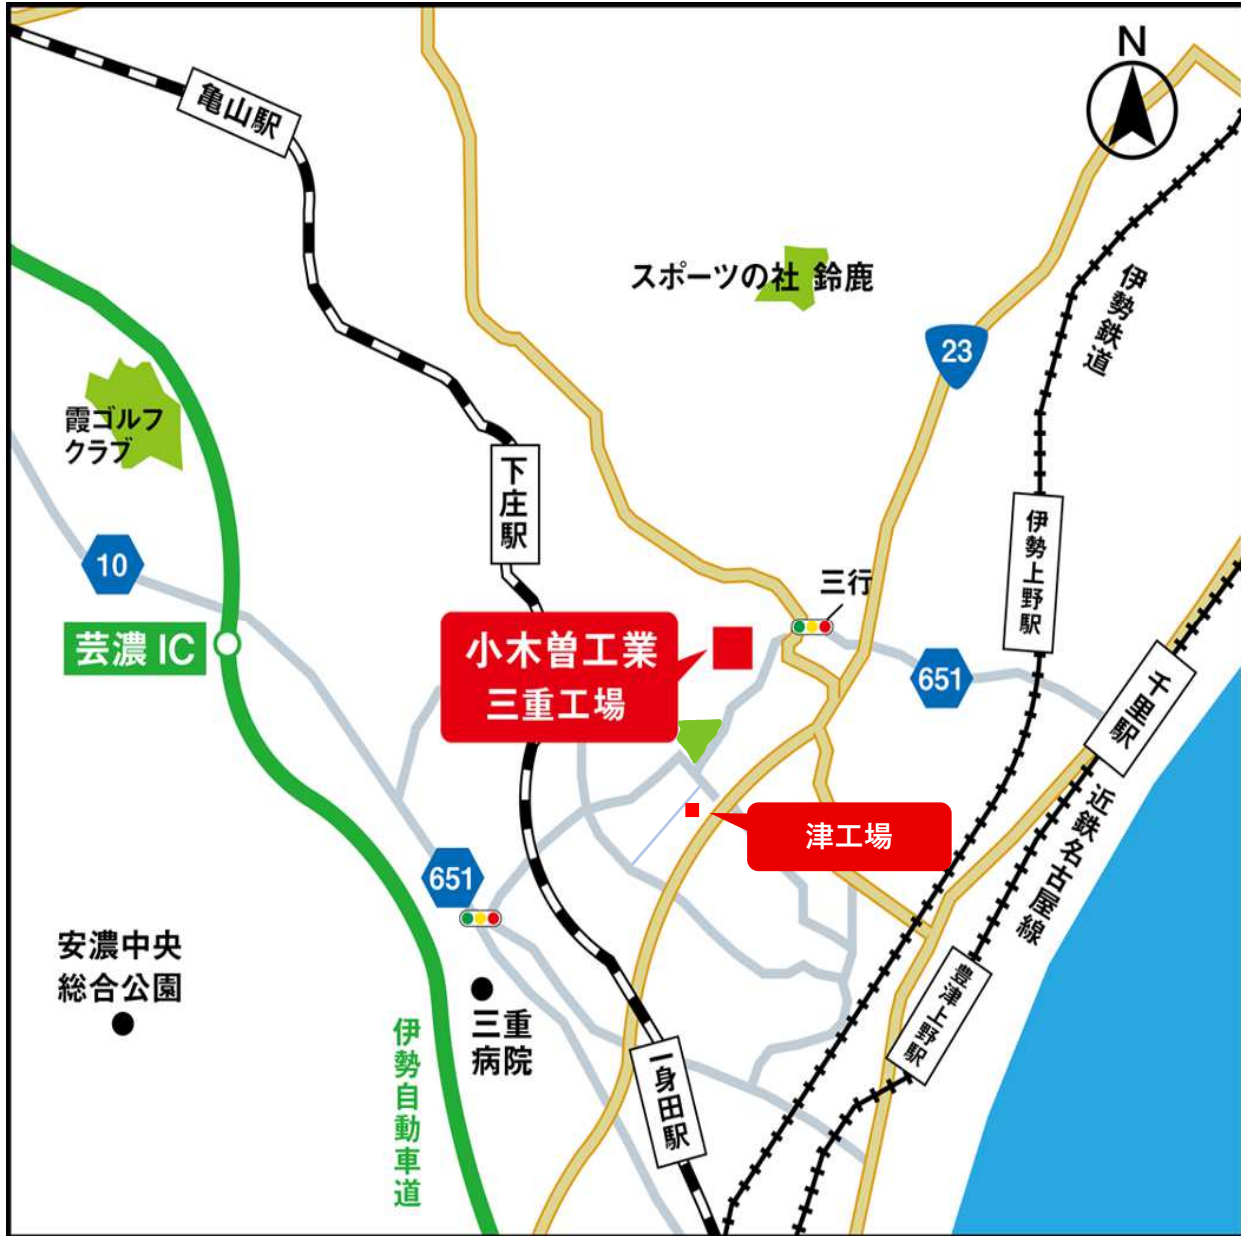 N
亀山駅
スポーツの社 鈴鹿
伊勢鉄道
23
霞ゴルフ
クラブ
下庄駅
伊勢上野駅
10
三行
芸濃 IC
小木曽工業
三重工場
651
千里駅
近鉄名古屋線
津工場
651
安濃中央
総合公園
三重
病院
豊津上野駅
伊勢自動車道
一身田駅